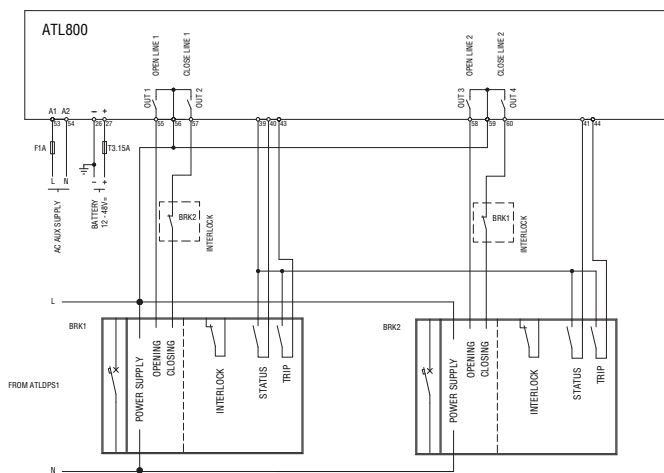 ATL800
OPEN LINE 1
CLOSE LINE 1
OPEN LINE 2
CLOSE LINE 2
OUT 1
OUT 2
OUT 3
OUT 4
A1 A2 - +
53 54 26 27 55 56 57 39 40 43 58 59 60 41 44
F1A
T3.15A
L N - +
AC AUX SUPPLY
BATTERY
12 - 48V=
BRK2
INTERLOCK
BRK1
INTERLOCK
L
BRK1
BRK2
FROM ATLDPS1
POWER SUPPLY
OPENING
CLOSING
INTERLOCK
STATUS
TRIP
POWER SUPPLY
OPENING
CLOSING
INTERLOCK
STATUS
TRIP
N